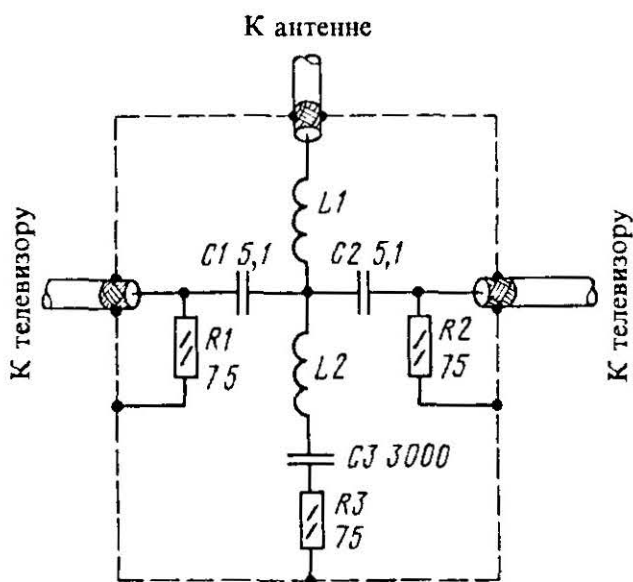 К антенне
L1
К телевизору
C1 5,1
C2 5,1
К телевизору
R1
75
L2
R2
75
C3 3000
R3
75